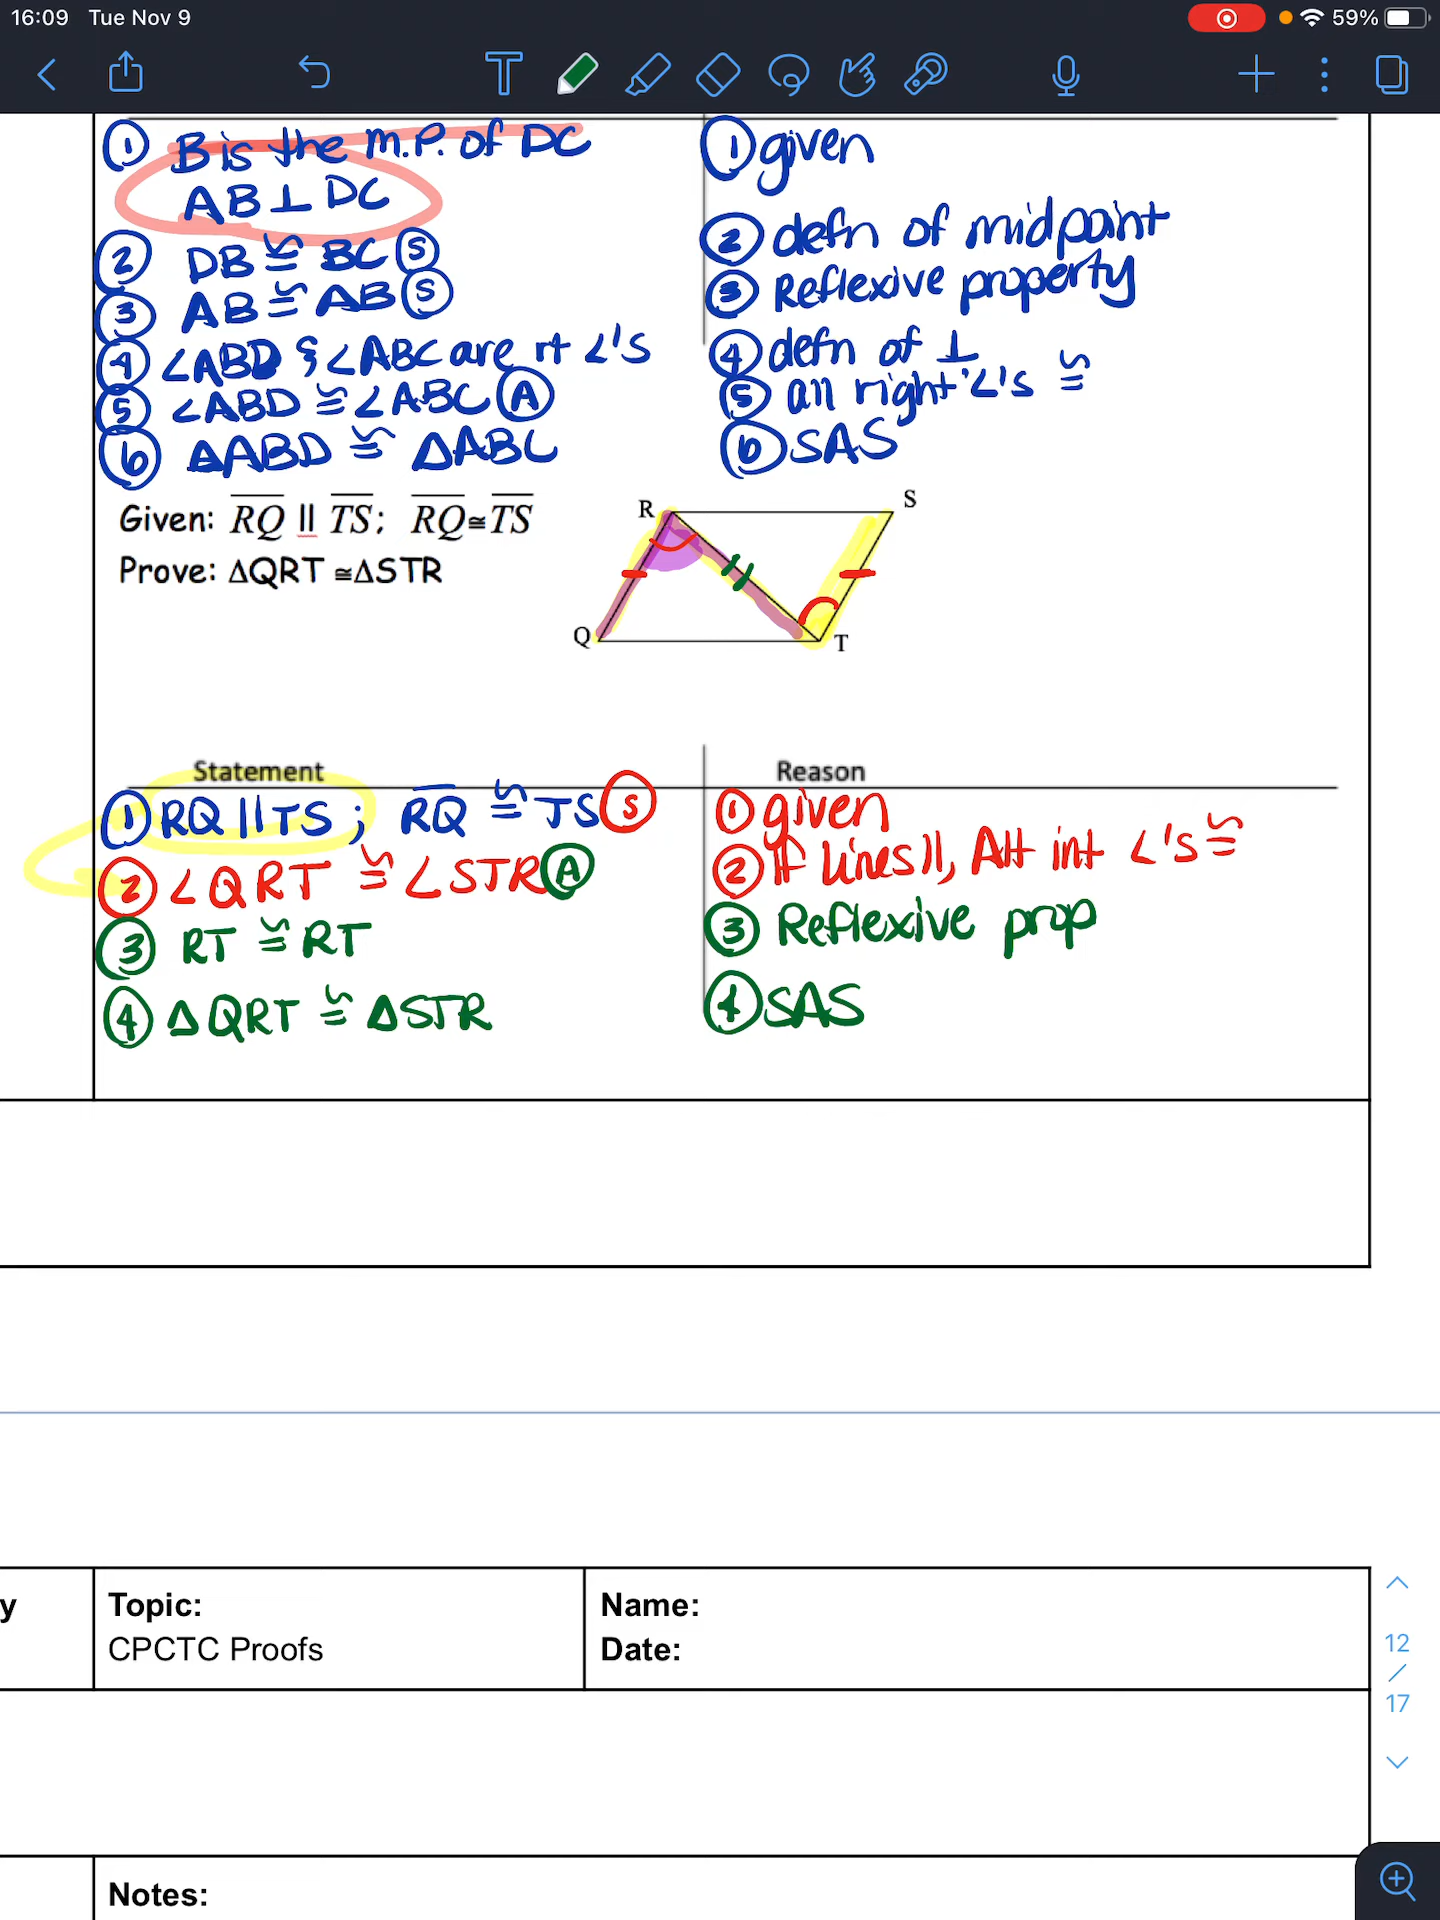 16:09 Tue Nov 9 59%
① B is the m.P. of DC ① given
AB ⊥ DC
② DB ≅ BC Ⓢ ② defn of midpoint
③ AB ≅ AB Ⓢ ③ Reflexive property
④ ∠ABD & ∠ABC are rt ∠'s ④ defn of ⊥
⑤ ∠ABD ≅ ∠ABC Ⓐ ⑤ all right ∠'s ≅
⑥ ΔABD ≅ ΔABC ⑥ SAS
Given: RQ || TS; RQ≅TS
Prove: ΔQRT ≅ΔSTR
R S
Q T
Statement Reason
① RQ || TS ; RQ ≅ TS Ⓢ ① given
② ∠QRT ≅ ∠STR Ⓐ ② If lines ||, Alt int ∠'s ≅
③ RT ≅ RT ③ Reflexive prop
④ ΔQRT ≅ ΔSTR ④ SAS
y Topic: Name:
CPCTC Proofs Date:
12
/
17
Notes: